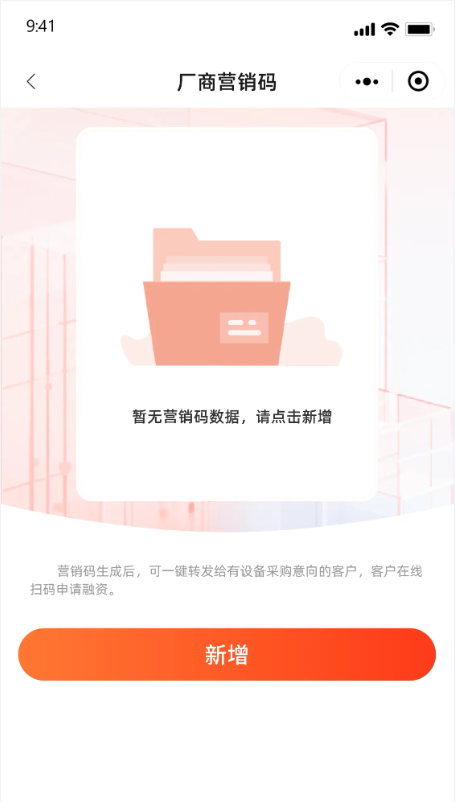 9:41
厂商营销码
暂无营销码数据，请点击新增
营销码生成后，可一键转发给有设备采购意向的客户，客户在线
扫码申请融资。
新增